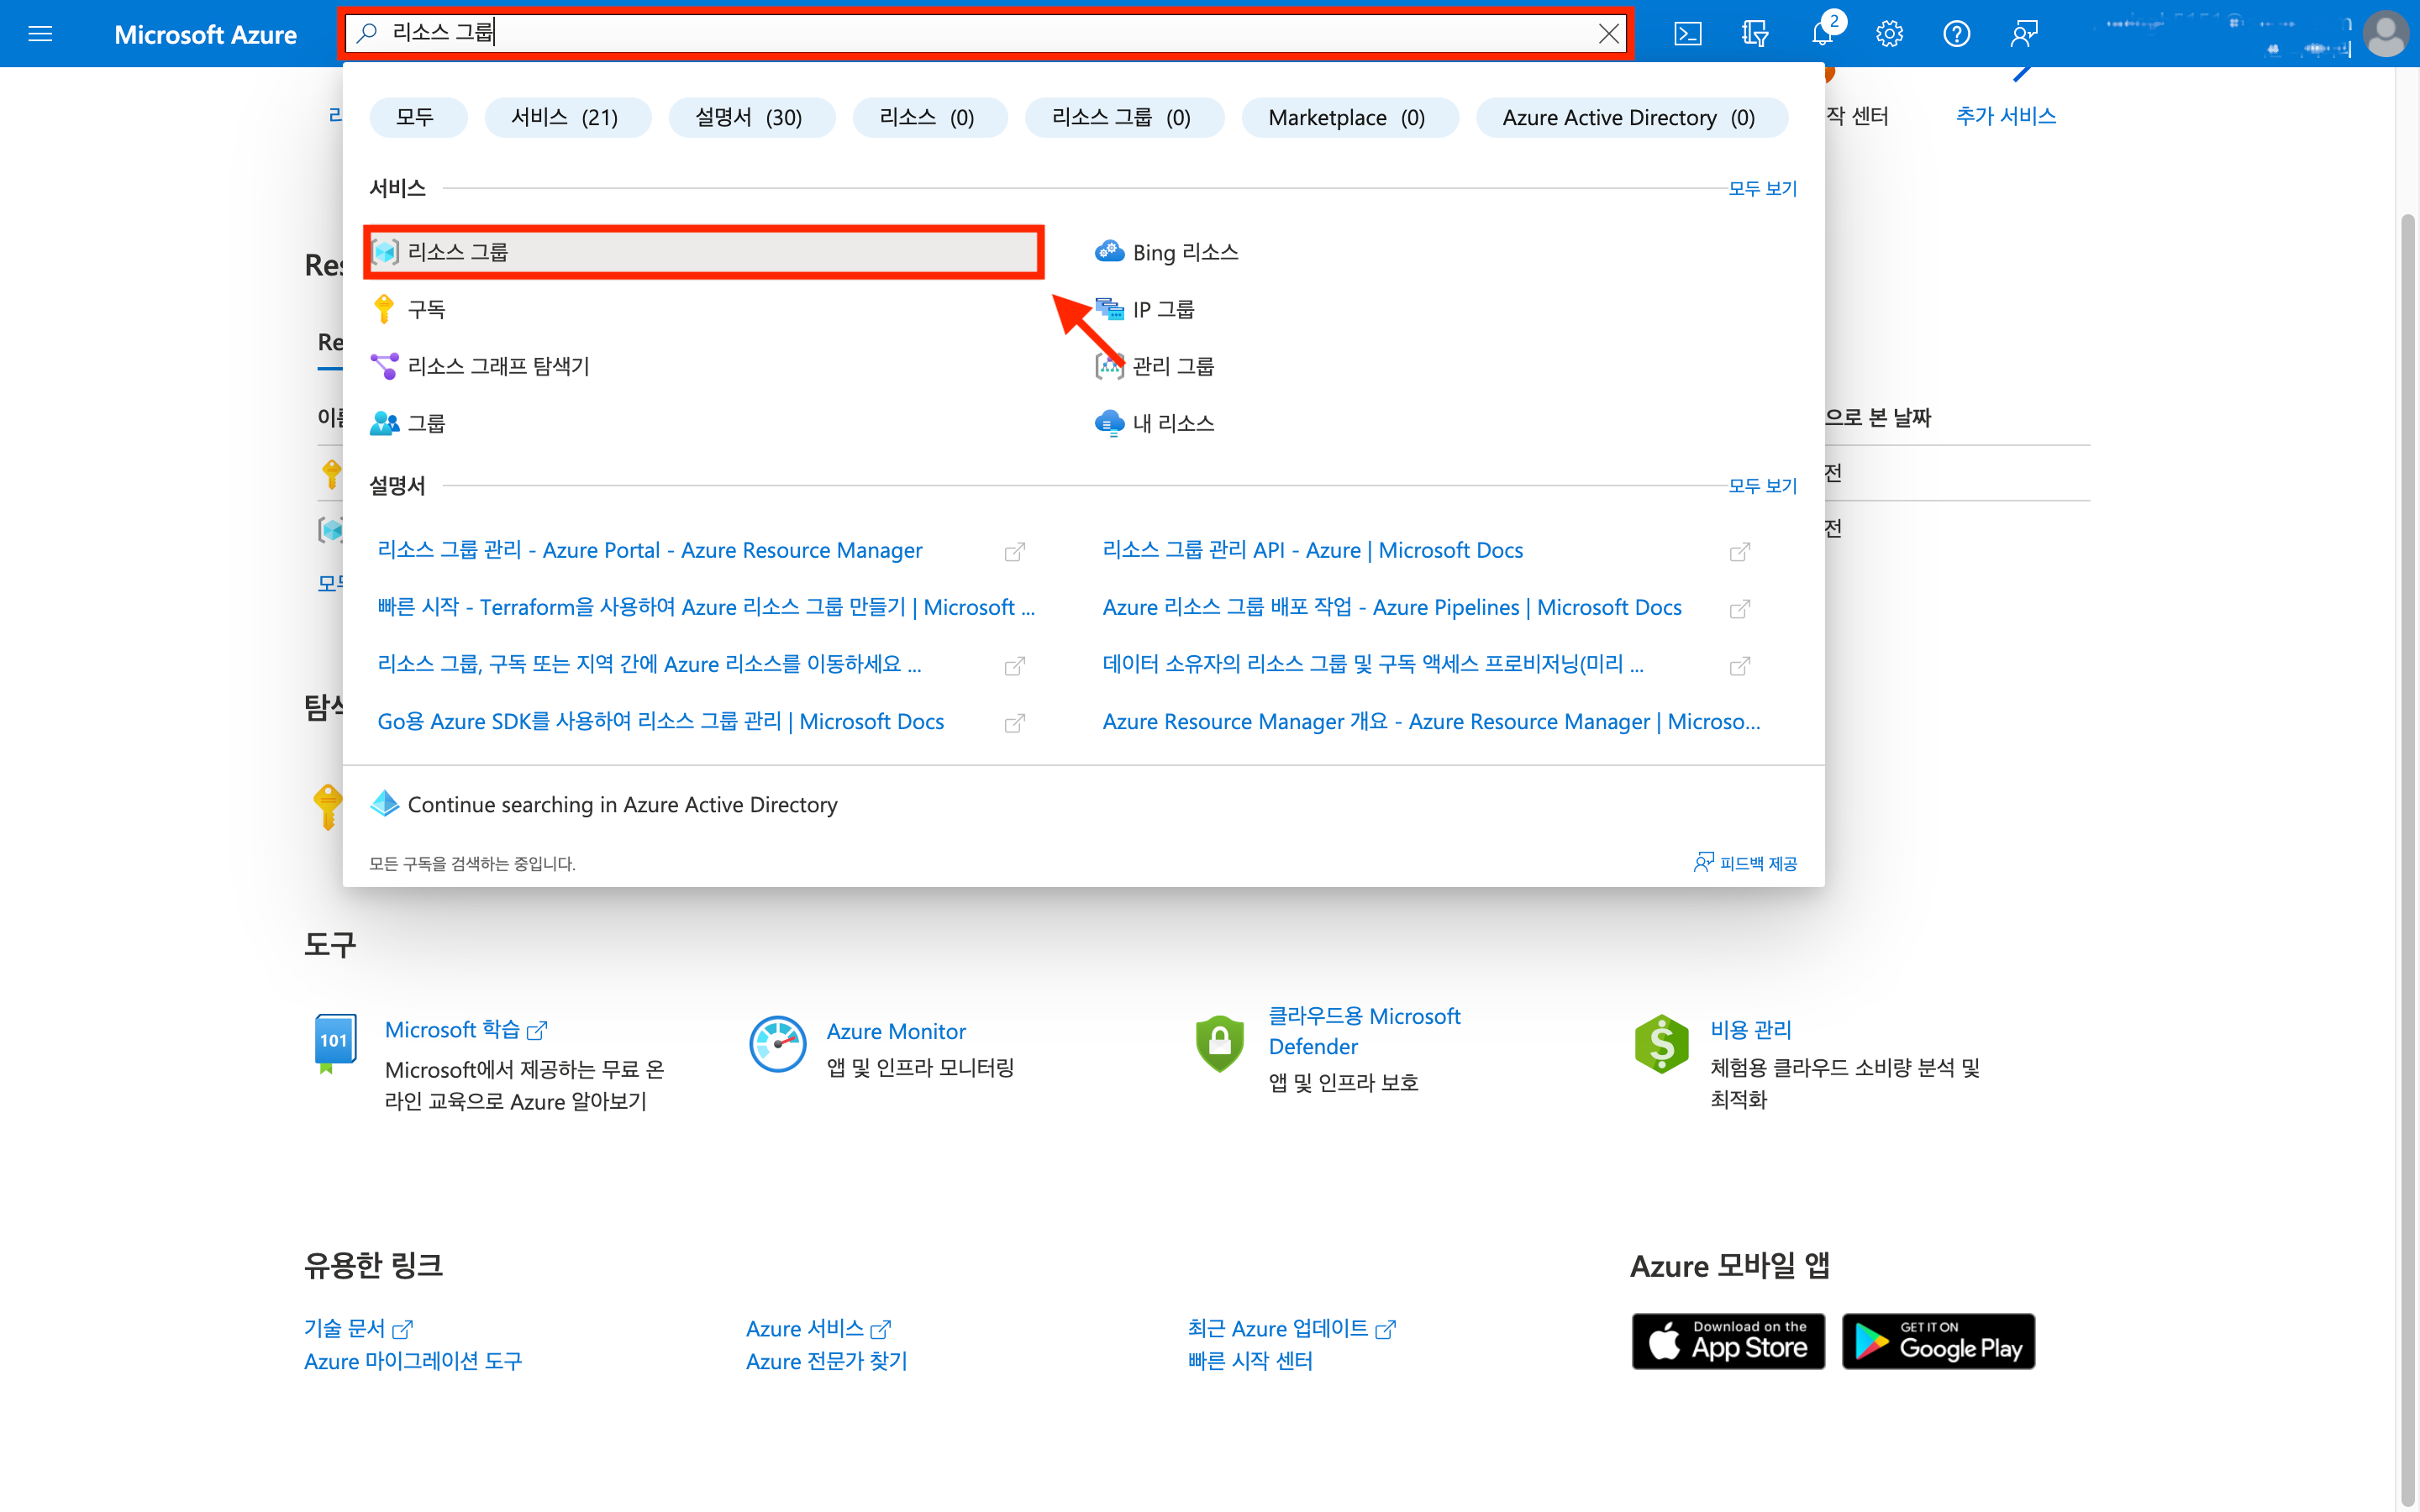 Microsoft Azure
리소스 그룹
2
모두
서비스 (21)
설명서 (30)
리소스 (0)
리소스 그룹 (0)
Marketplace (0)
Azure Active Directory (0)
작 센터
추가 서비스
서비스
모두 보기
리소스 그룹
Bing 리소스
구독
IP 그룹
리소스 그래프 탐색기
관리 그룹
그룹
내 리소스
으로 본 날짜
전
전
설명서
모두 보기
리소스 그룹 관리 - Azure Portal - Azure Resource Manager
리소스 그룹 관리 API - Azure | Microsoft Docs
빠른 시작 - Terraform을 사용하여 Azure 리소스 그룹 만들기 | Microsoft ...
Azure 리소스 그룹 배포 작업 - Azure Pipelines | Microsoft Docs
리소스 그룹, 구독 또는 지역 간에 Azure 리소스를 이동하세요 ...
데이터 소유자의 리소스 그룹 및 구독 액세스 프로비저닝(미리 ...
Go용 Azure SDK를 사용하여 리소스 그룹 관리 | Microsoft Docs
Azure Resource Manager 개요 - Azure Resource Manager | Microso...
Continue searching in Azure Active Directory
모든 구독을 검색하는 중입니다.
피드백 제공
도구
101
Microsoft 학습
Microsoft에서 제공하는 무료 온
라인 교육으로 Azure 알아보기
Azure Monitor
앱 및 인프라 모니터링
클라우드용 Microsoft
Defender
앱 및 인프라 보호
비용 관리
체험용 클라우드 소비량 분석 및
최적화
유용한 링크
Azure 모바일 앱
기술 문서
Azure 서비스
최근 Azure 업데이트
Azure 마이그레이션 도구
Azure 전문가 찾기
빠른 시작 센터
Download on the
App Store
GET IT ON
Google Play